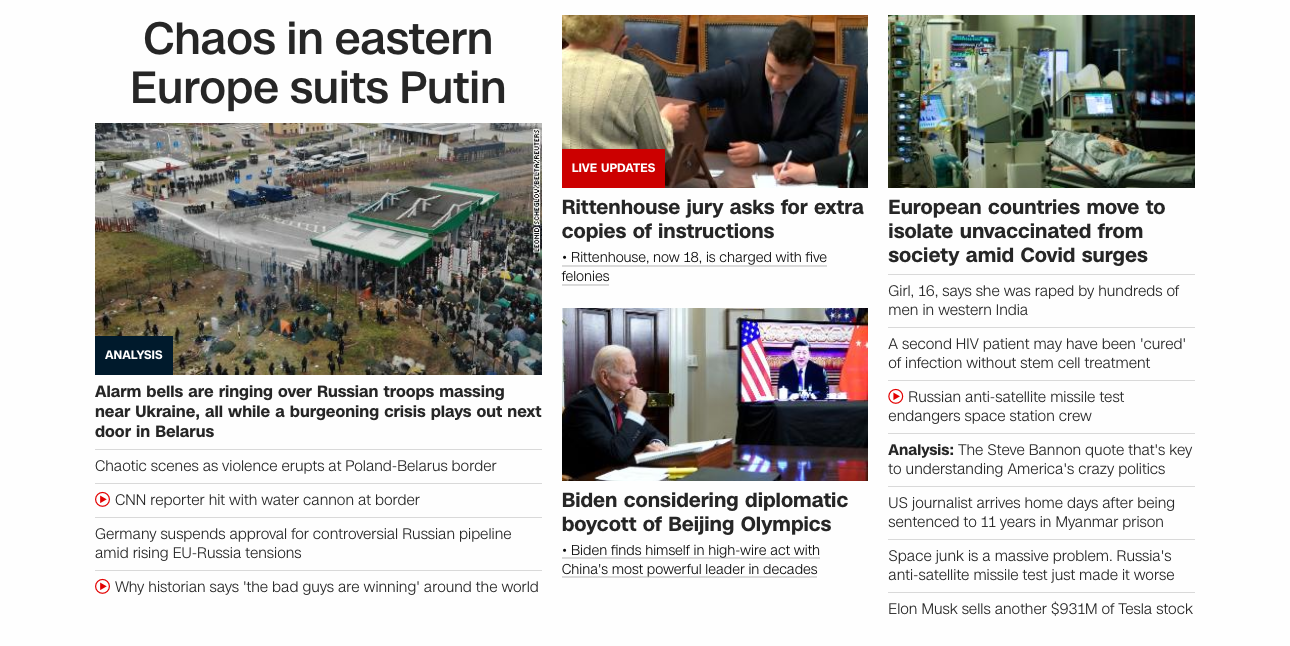 Chaos in eastern
Europe suits Putin
LEONID SCHEGLOV/BELTA/REUTERS
ANALYSIS
Alarm bells are ringing over Russian troops massing
near Ukraine, all while a burgeoning crisis plays out next
door in Belarus
Chaotic scenes as violence erupts at Poland-Belarus border
CNN reporter hit with water cannon at border
Germany suspends approval for controversial Russian pipeline
amid rising EU-Russia tensions
Why historian says 'the bad guys are winning' around the world
LIVE UPDATES
Rittenhouse jury asks for extra
copies of instructions
• Rittenhouse, now 18, is charged with five
felonies
Biden considering diplomatic
boycott of Beijing Olympics
• Biden finds himself in high-wire act with
China's most powerful leader in decades
European countries move to
isolate unvaccinated from
society amid Covid surges
Girl, 16, says she was raped by hundreds of
men in western India
A second HIV patient may have been 'cured'
of infection without stem cell treatment
Russian anti-satellite missile test
endangers space station crew
Analysis: The Steve Bannon quote that's key
to understanding America's crazy politics
US journalist arrives home days after being
sentenced to 11 years in Myanmar prison
Space junk is a massive problem. Russia's
anti-satellite missile test just made it worse
Elon Musk sells another $931M of Tesla stock